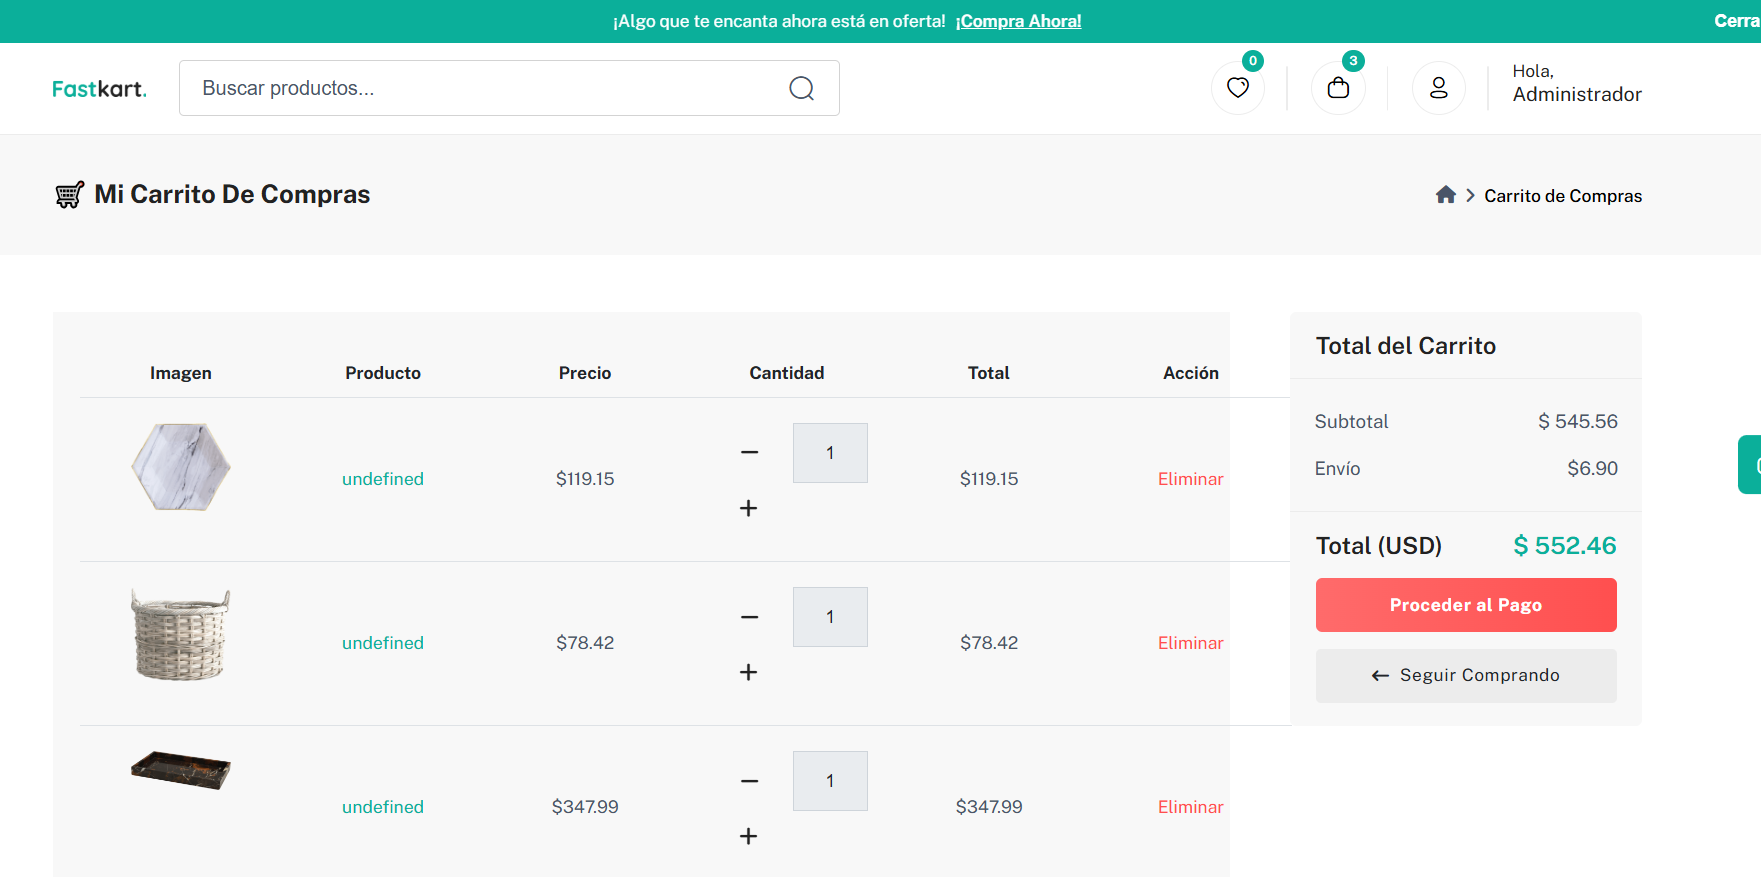 ¡Algo que te encanta ahora está en oferta! ¡Compra Ahora!
Cerra
Fastkart.
Buscar productos...
0
3
Hola,
Administrador
Mi Carrito De Compras
Carrito de Compras
Imagen Producto Precio Cantidad Total Acción
undefined $119.15 1 $119.15 Eliminar
undefined $78.42 1 $78.42 Eliminar
undefined $347.99 1 $347.99 Eliminar
Total del Carrito
Subtotal $ 545.56
Envío $6.90
Total (USD) $ 552.46
Proceder al Pago
Seguir Comprando